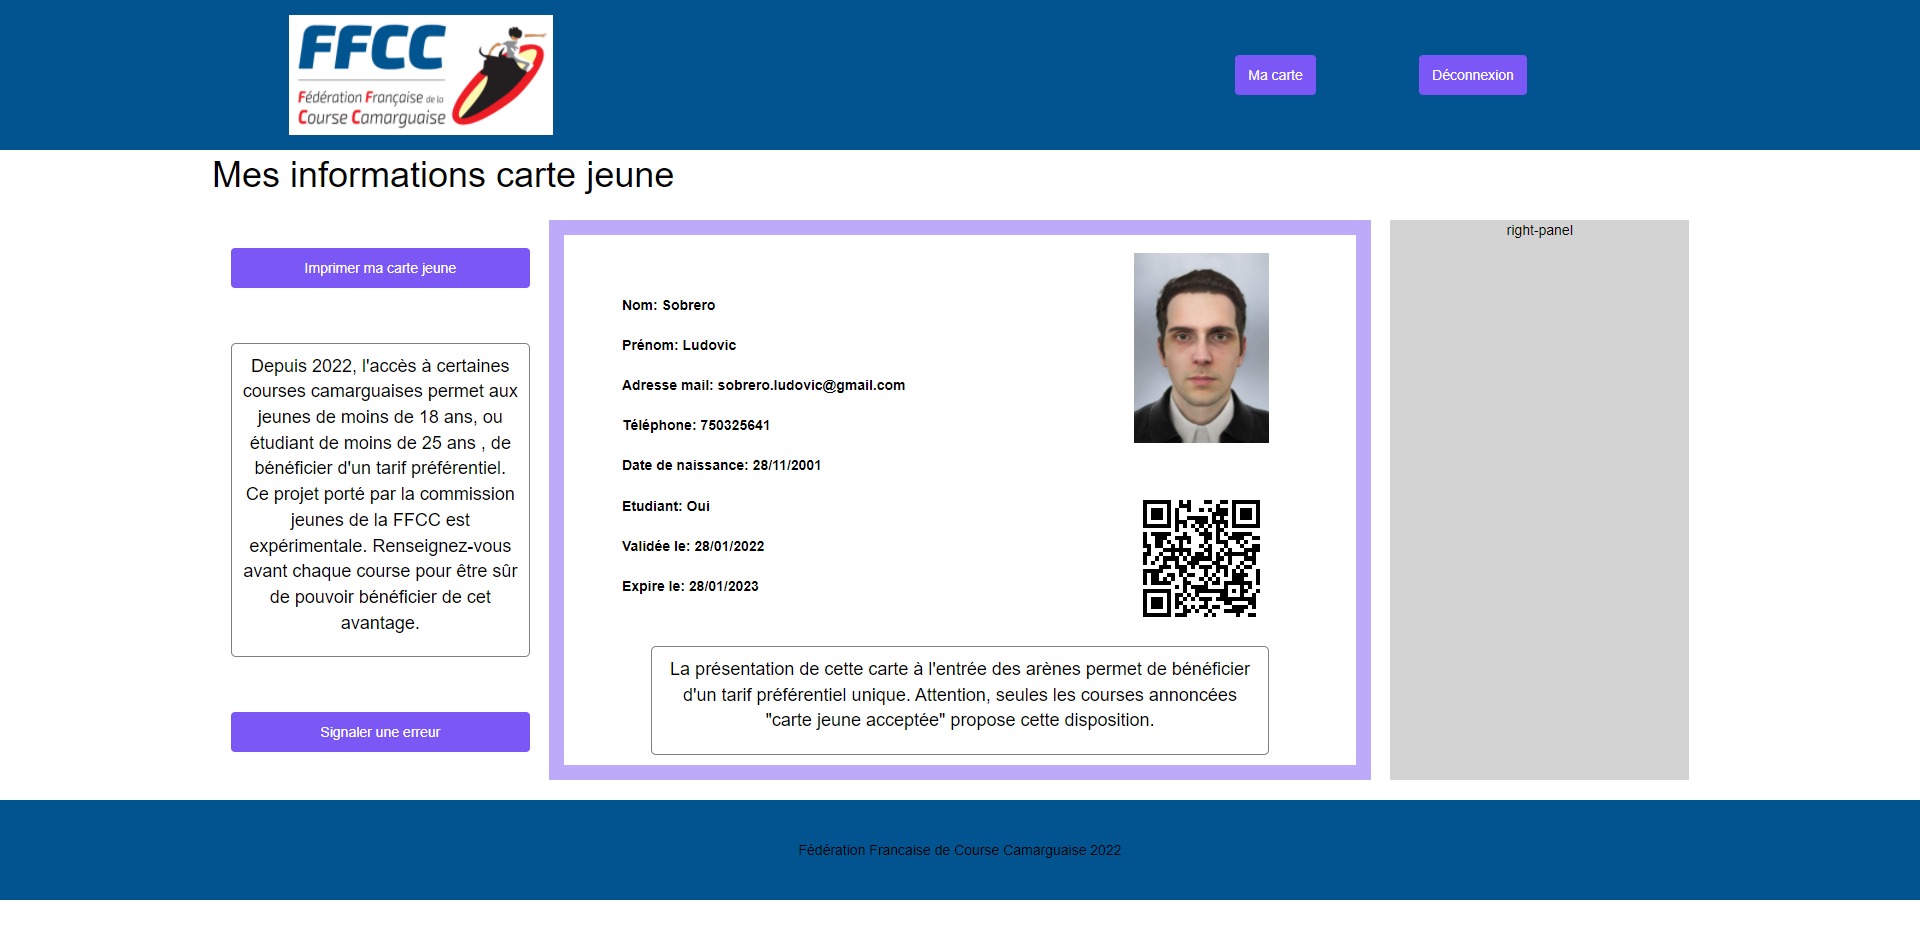 FFCC
Fédération Française de la
Course Camarguaise
Ma carte
Déconnexion
Mes informations carte jeune
Imprimer ma carte jeune
Depuis 2022, l'accès à certaines
courses camarguaises permet aux
jeunes de moins de 18 ans, ou
étudiant de moins de 25 ans , de
bénéficier d'un tarif préférentiel.
Ce projet porté par la commission
jeunes de la FFCC est
expérimentale. Renseignez-vous
avant chaque course pour être sûr
de pouvoir bénéficier de cet
avantage.
Signaler une erreur
Nom: Sobrero
Prénom: Ludovic
Adresse mail: sobrero.ludovic@gmail.com
Téléphone: 750325641
Date de naissance: 28/11/2001
Etudiant: Oui
Validée le: 28/01/2022
Expire le: 28/01/2023
La présentation de cette carte à l'entrée des arènes permet de bénéficier
d'un tarif préférentiel unique. Attention, seules les courses annoncées
"carte jeune acceptée" propose cette disposition.
right-panel
Fédération Francaise de Course Camarguaise 2022